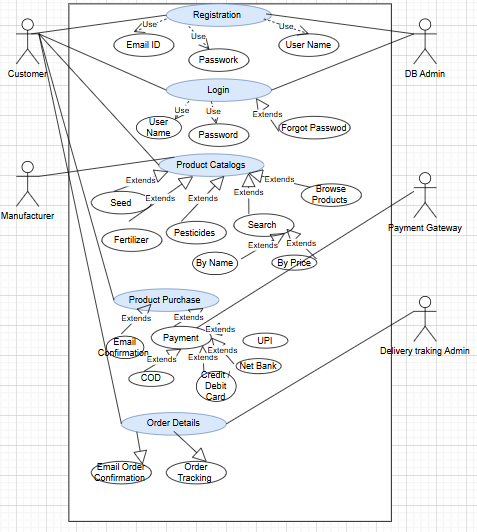 Registration
Use
Use
Use
Email ID
Passwork
User Name
Customer
DB Admin
Login
Use
Use
Extends
User
Name
Password
Forgot Passwod
Product Catalogs
Extends
Extends
Extends
Extends
Extends
Seed
Browse
Products
Manufacturer
Fertilizer
Pesticides
Search
Payment Gateway
Extends
Extends
By Name
By Price
Product Purchase
Extends
Extends
Extends
Email
Confirmation
Payment
UPI
Extends
Extends
Extends
Net Bank
COD
Credit /
Debit
Card
Delivery traking Admin
Order Details
Email Order
Confirmation
Order
Tracking